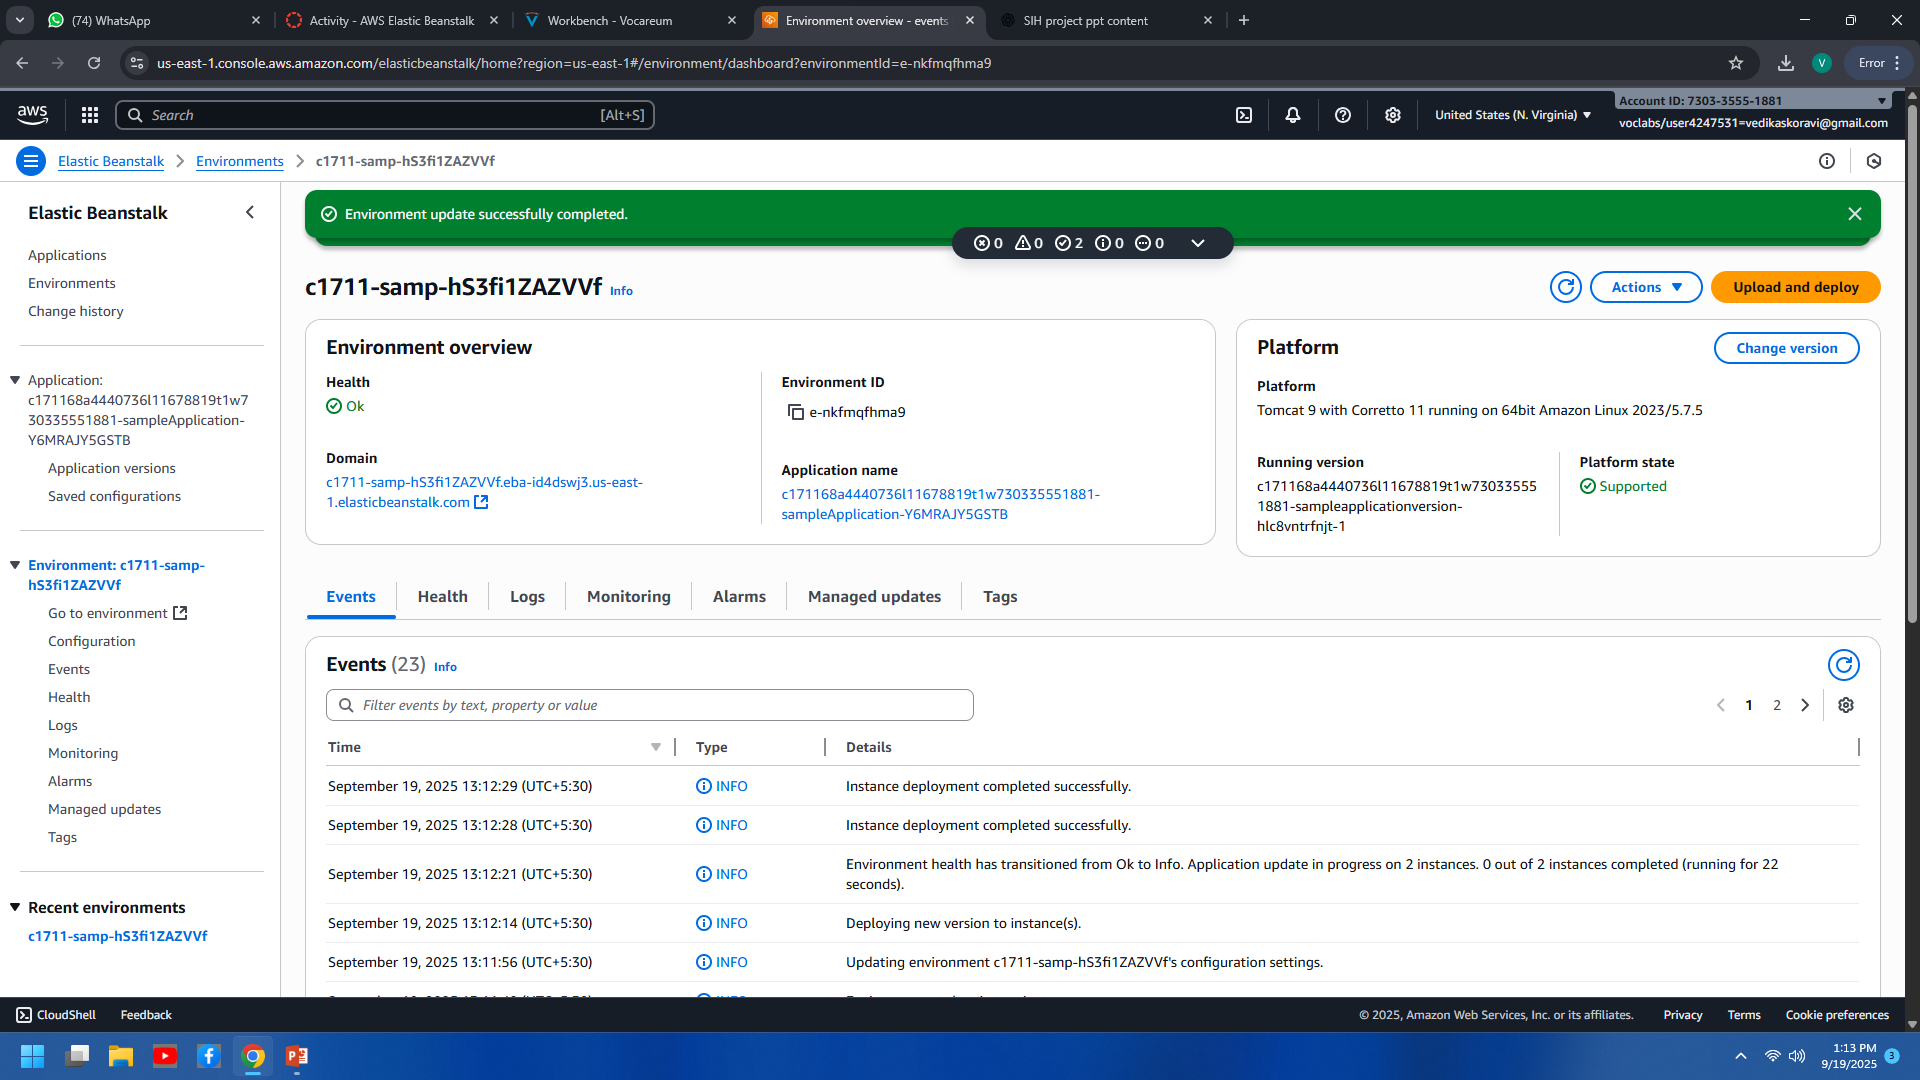 (74) WhatsApp
Activity - AWS Elastic Beanstalk
Workbench - Vocareum
Environment overview - events
SIH project ppt content
us-east-1.console.aws.amazon.com/elasticbeanstalk/home?region=us-east-1#/environment/dashboard?environmentId=e-nkfmqfhma9
V
Error
aws
Search
[Alt+S]
United States (N. Virginia)
Account ID: 7303-3555-1881
voclabs/user4247531=vedikaskoravi@gmail.com
Elastic Beanstalk
Environments
c1711-samp-hS3fi1ZAZVVf
Elastic Beanstalk
Applications
Environments
Change history
Application:
c171168a4440736l11678819t1w7
30335551881-sampleApplication-
Y6MRAJY5GSTB
Application versions
Saved configurations
Environment: c1711-samp-
hS3fi1ZAZVVf
Go to environment
Configuration
Events
Health
Logs
Monitoring
Alarms
Managed updates
Tags
Recent environments
c1711-samp-hS3fi1ZAZVVf
Environment update successfully completed.
0 0 2 0 0
c1711-samp-hS3fi1ZAZVVf Info
Actions
Upload and deploy
Environment overview
Health
Ok
Domain
c1711-samp-hS3fi1ZAZVVf.eba-id4dswj3.us-east-
1.elasticbeanstalk.com
Environment ID
e-nkfmqfhma9
Application name
c171168a4440736l11678819t1w730335551881-
sampleApplication-Y6MRAJY5GSTB
Platform
Change version
Platform
Tomcat 9 with Corretto 11 running on 64bit Amazon Linux 2023/5.7.5
Running version
c171168a4440736l11678819t1w73033555
1881-sampleapplicationversion-
hlc8vntrfnjt-1
Platform state
Supported
Events
Health
Logs
Monitoring
Alarms
Managed updates
Tags
Events (23) Info
Filter events by text, property or value
1 2
Time Type Details
September 19, 2025 13:12:29 (UTC+5:30) INFO Instance deployment completed successfully.
September 19, 2025 13:12:28 (UTC+5:30) INFO Instance deployment completed successfully.
September 19, 2025 13:12:21 (UTC+5:30) INFO Environment health has transitioned from Ok to Info. Application update in progress on 2 instances. 0 out of 2 instances completed (running for 22
seconds).
September 19, 2025 13:12:14 (UTC+5:30) INFO Deploying new version to instance(s).
September 19, 2025 13:11:56 (UTC+5:30) INFO Updating environment c1711-samp-hS3fi1ZAZVVf's configuration settings.
CloudShell
Feedback
© 2025, Amazon Web Services, Inc. or its affiliates.
Privacy
Terms
Cookie preferences
1:13 PM
9/19/2025
3